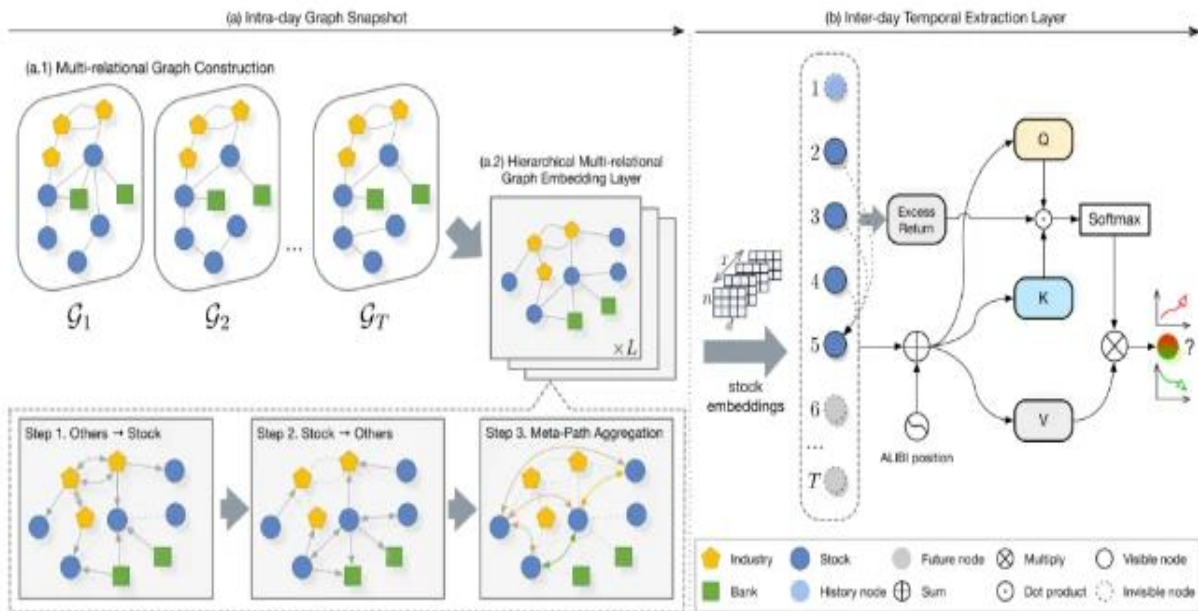 (a) Intra-day Graph Snapshot
(b) Inter-day Temporal Extraction Layer
(a.1) Multi-relational Graph Construction
𝒢₁
𝒢₂
...
𝒢_T
(a.2) Hierarchical Multi-relational
Graph Embedding Layer
×L
Step 1. Others → Stock
Step 2. Stock → Others
Step 3. Meta-Path Aggregation
T
n
d
stock
embeddings
1
2
3
4
5
6
...
T
Excess
Return
Q
K
V
Softmax
ALIBI position
?
Industry
Stock
Future node
Multiply
Visible node
Bank
History node
Sum
Dot product
Invisible node